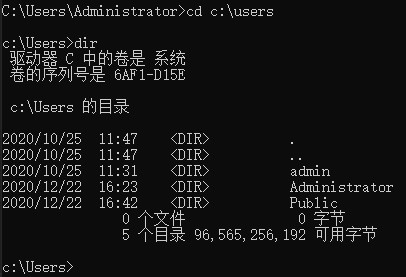 C:\Users\Administrator>cd c:\users
c:\Users>dir
驱动器 C 中的卷是 系统
卷的序列号是 6AF1-D15E
c:\Users 的目录
2020/10/25  11:47    <DIR>          .
2020/10/25  11:47    <DIR>          ..
2020/10/25  11:31    <DIR>          admin
2020/12/22  16:23    <DIR>          Administrator
2020/12/22  16:42    <DIR>          Public
0 个文件              0 字节
5 个目录 96,565,256,192 可用字节
c:\Users>